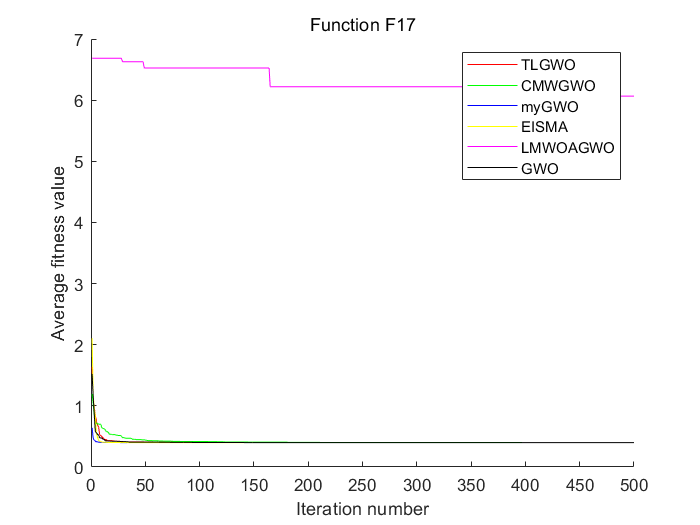 Function F17
7
6
5
4
3
2
1
0
Average fitness value
TLGWO
CMWGWO
myGWO
EISMA
LMWOAGWO
GWO
0 50 100 150 200 250 300 350 400 450 500
Iteration number